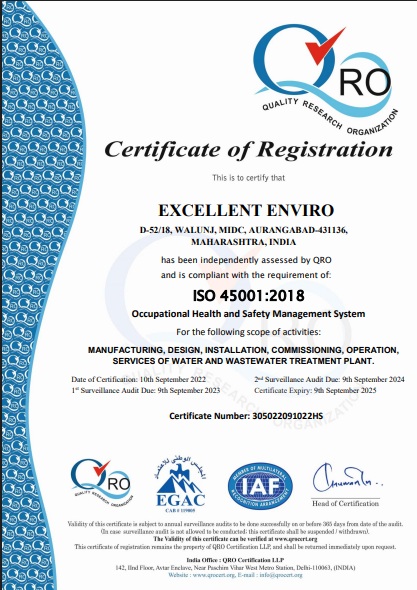 QRO
QUALITY RESEARCH ORGANIZATION
Certificate of Registration
This is to certify that
EXCELLENT ENVIRO
D-52/18, WALUNJ, MIDC, AURANGABAD-431136,
MAHARASHTRA, INDIA
has been independently assessed by QRO
and is compliant with the requirement of:
ISO 45001:2018
Occupational Health and Safety Management System
For the following scope of activities:
MANUFACTURING, DESIGN, INSTALLATION, COMMISSIONING, OPERATION,
SERVICES OF WATER AND WASTEWATER TREATMENT PLANT.
Date of Certification: 10th September 2022 2nd Surveillance Audit Due: 9th September 2024
1st Surveillance Audit Due: 9th September 2023 Certificate Expiry: 9th September 2025
Certificate Number: 305022091022HS
QRO
QUALITY RESEARCH ORGANIZATION
EGAC
IAF
MEMBER OF MULTILATERAL
RECOGNITION ARRANGEMENT
Head of Certification
Validity of this certificate is subject to annual surveillance audits to be done successfully on or before 365 days from date of the audit.
(In case surveillance audit is not allowed to be conducted; this certificate shall be suspended / withdrawn).
The Validity of this certificate can be verified at www.qrocert.org
This certificate of registration remains the property of QRO Certification LLP, and shall be returned immediately upon request.
India Office : QRO Certification LLP
142, IInd Floor, Avtar Enclave, Near Paschim Vihar West Metro Station, Delhi-110063, (INDIA)
Website : www.qrocert.org, E-mail : info@qrocert.org